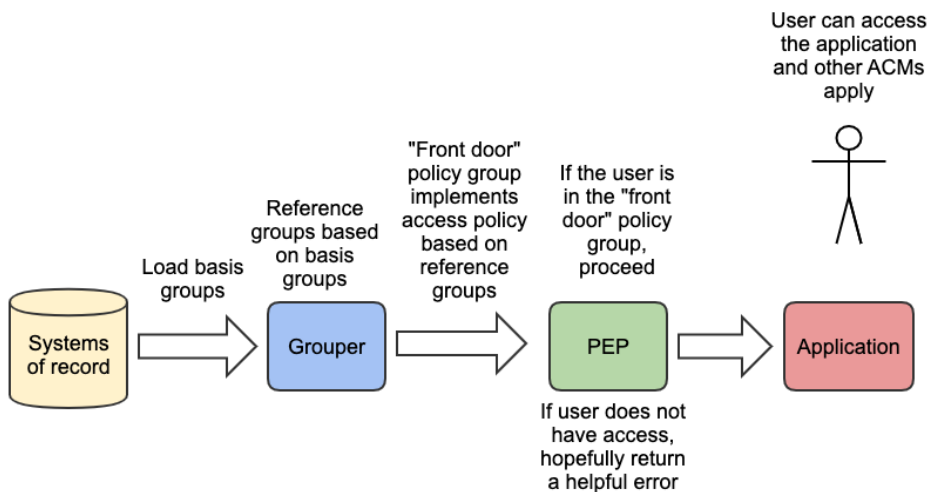 User can access
the application
and other ACMs
apply
"Front door"
policy group
implements
access policy
based on
reference
groups
If the user is
in the "front
door" policy
group,
proceed
Reference
groups based
on basis
groups
Load basis
groups
Systems
of record
Grouper
PEP
Application
If user does not
have access,
hopefully return
a helpful error